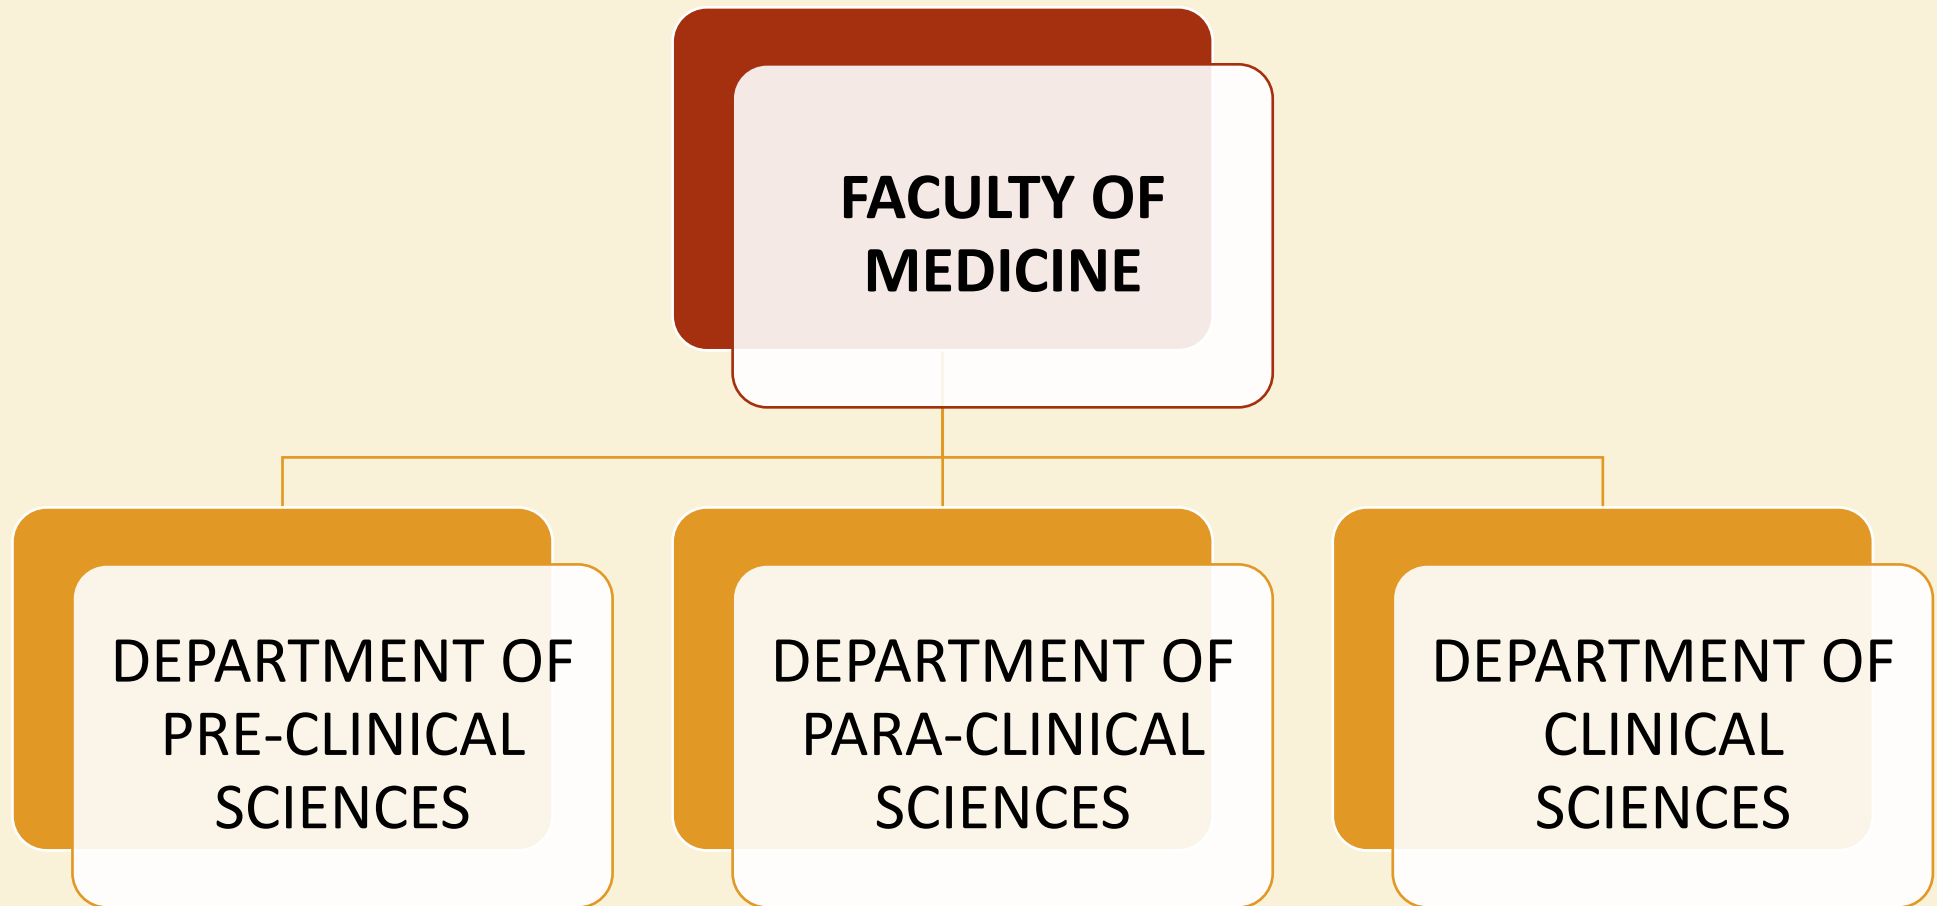 FACULTY OF
MEDICINE
DEPARTMENT OF
PRE-CLINICAL
SCIENCES
DEPARTMENT OF
PARA-CLINICAL
SCIENCES
DEPARTMENT OF
CLINICAL
SCIENCES